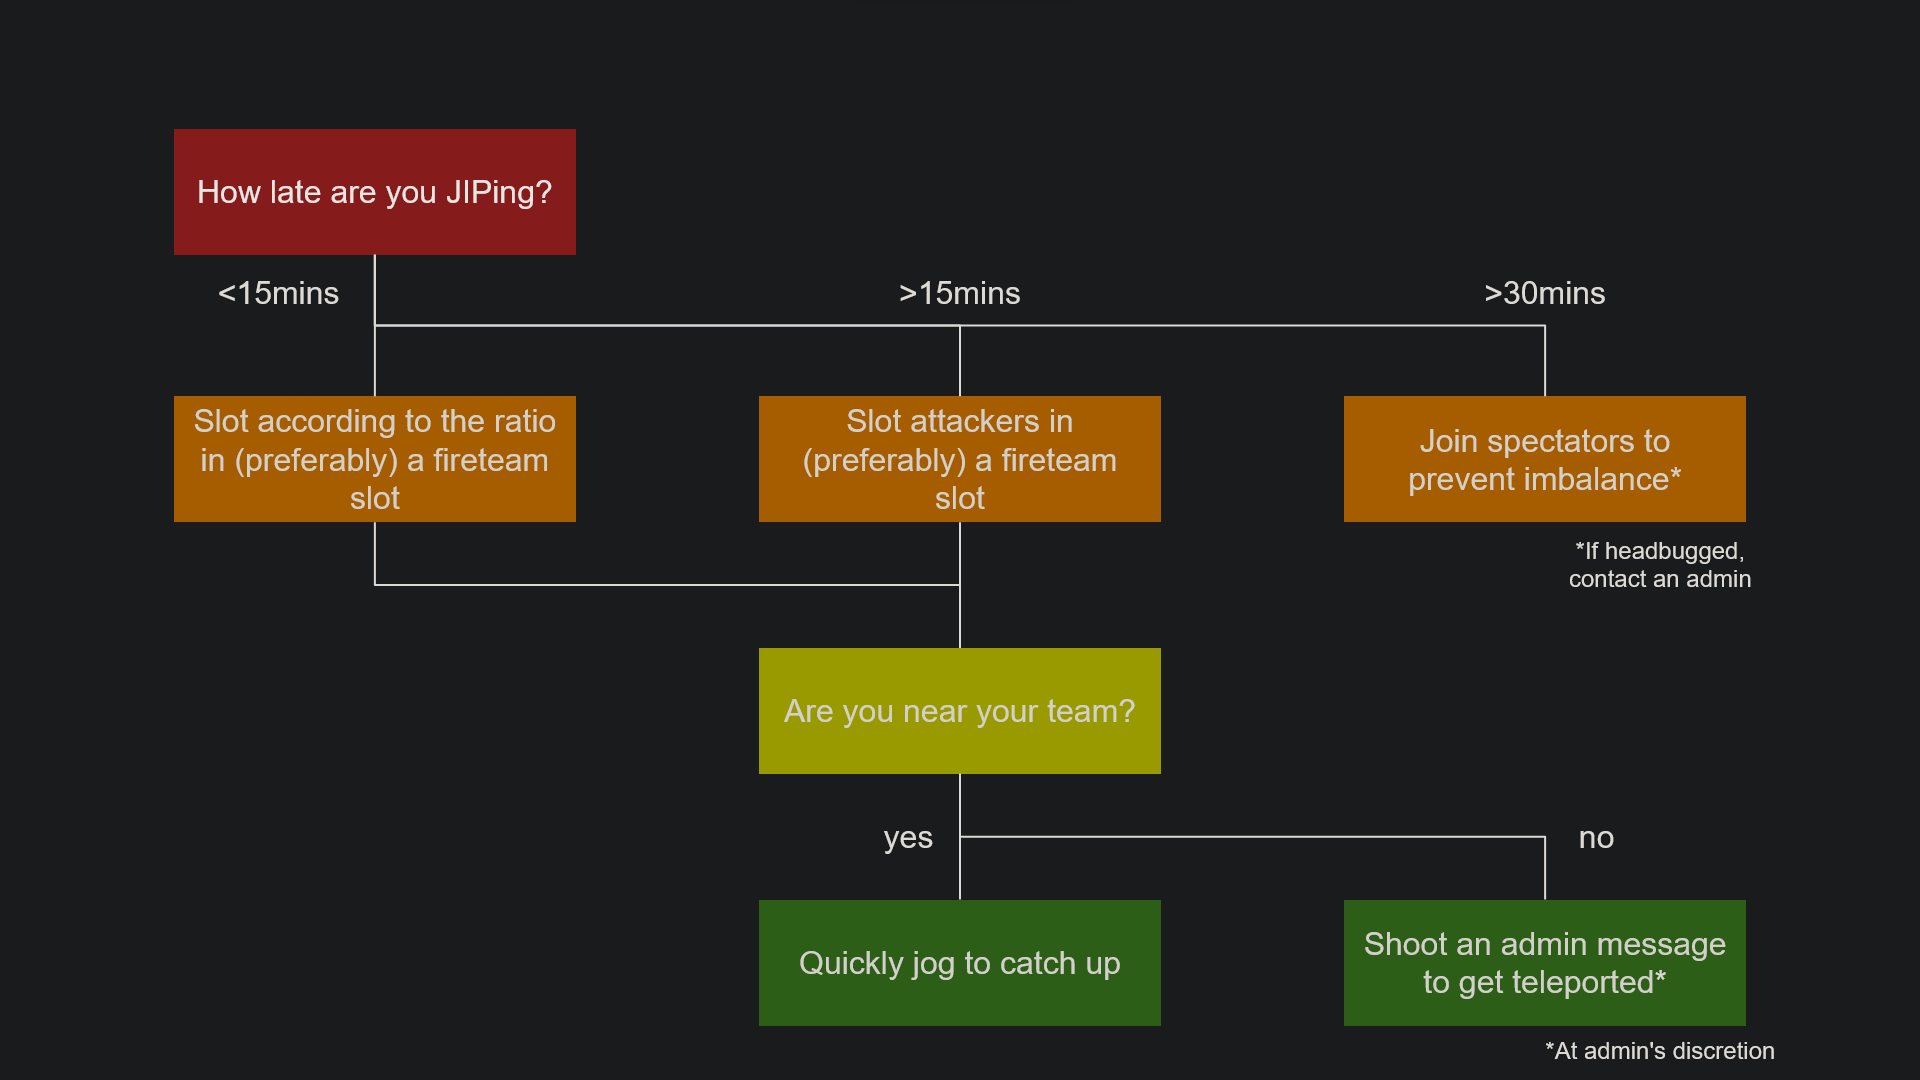 How late are you JIPing?
<15mins
>15mins
>30mins
Slot according to the ratio
in (preferably) a fireteam
slot
Slot attackers in
(preferably) a fireteam
slot
Join spectators to
prevent imbalance*
*If headbugged,
contact an admin
Are you near your team?
yes
no
Quickly jog to catch up
Shoot an admin message
to get teleported*
*At admin's discretion